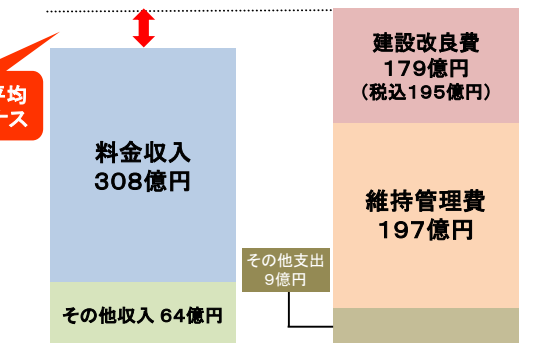 平均
ース
料金収入
308億円
その他収入 64億円
建設改良費
179億円
（税込195億円）
維持管理費
197億円
その他支出
9億円